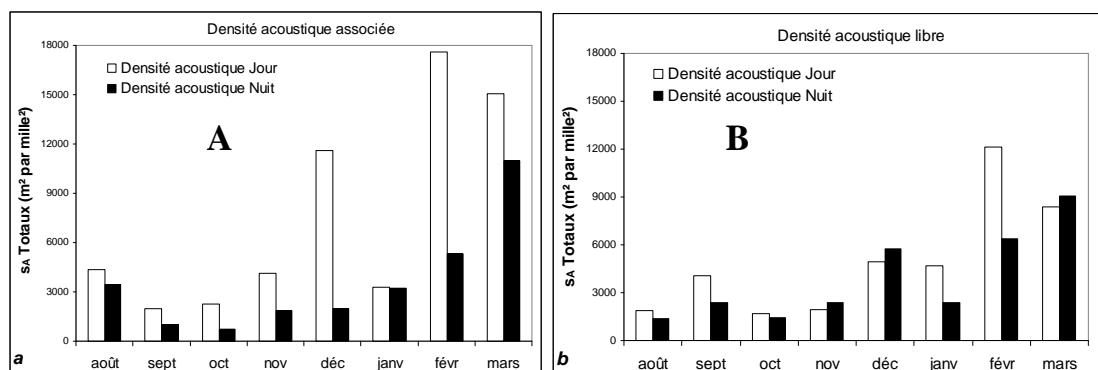 Densité acoustique associée
18000
15000
12000
9000
6000
3000
0
sA Totaux (m² par mille²)
Densité acoustique Jour
Densité acoustique Nuit
A
août sept oct nov déc janv févr mars
a
Densité acoustique libre
18000
15000
12000
9000
6000
3000
0
sA Totaux (m² par mille²)
Densité acoustique Jour
Densité acoustique Nuit
B
août sept oct nov déc janv févr mars
b